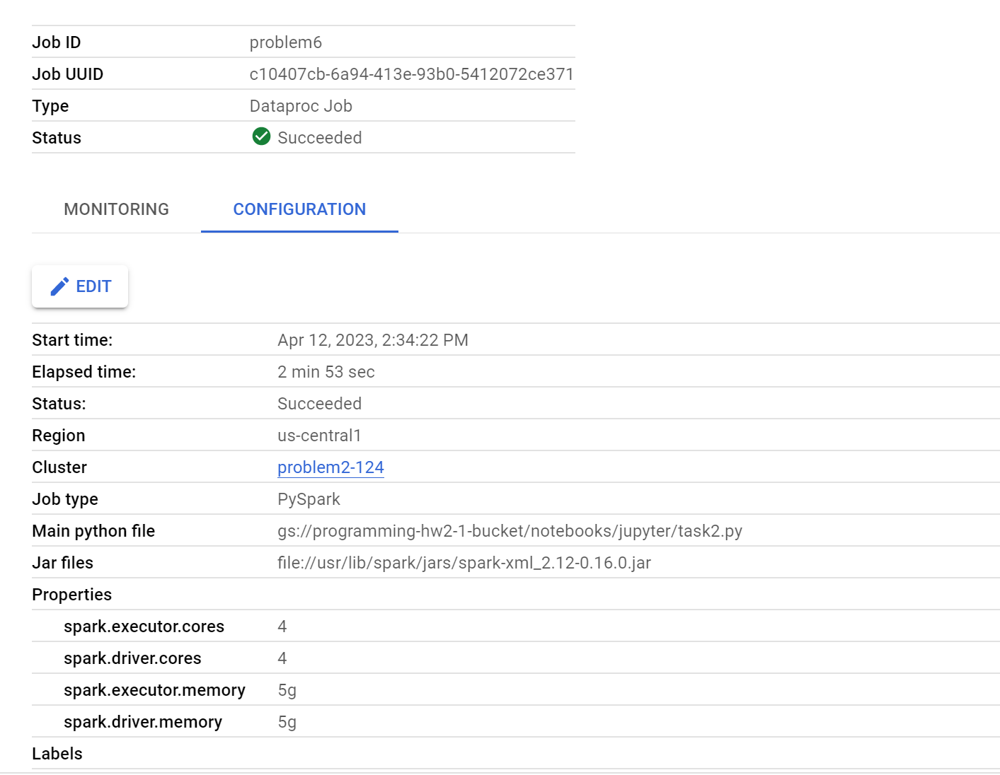 Job ID problem6
Job UUID c10407cb-6a94-413e-93b0-5412072ce371
Type Dataproc Job
Status Succeeded
MONITORING CONFIGURATION
EDIT
Start time: Apr 12, 2023, 2:34:22 PM
Elapsed time: 2 min 53 sec
Status: Succeeded
Region us-central1
Cluster problem2-124
Job type PySpark
Main python file gs://programming-hw2-1-bucket/notebooks/jupyter/task2.py
Jar files file://usr/lib/spark/jars/spark-xml_2.12-0.16.0.jar
Properties
spark.executor.cores 4
spark.driver.cores 4
spark.executor.memory 5g
spark.driver.memory 5g
Labels